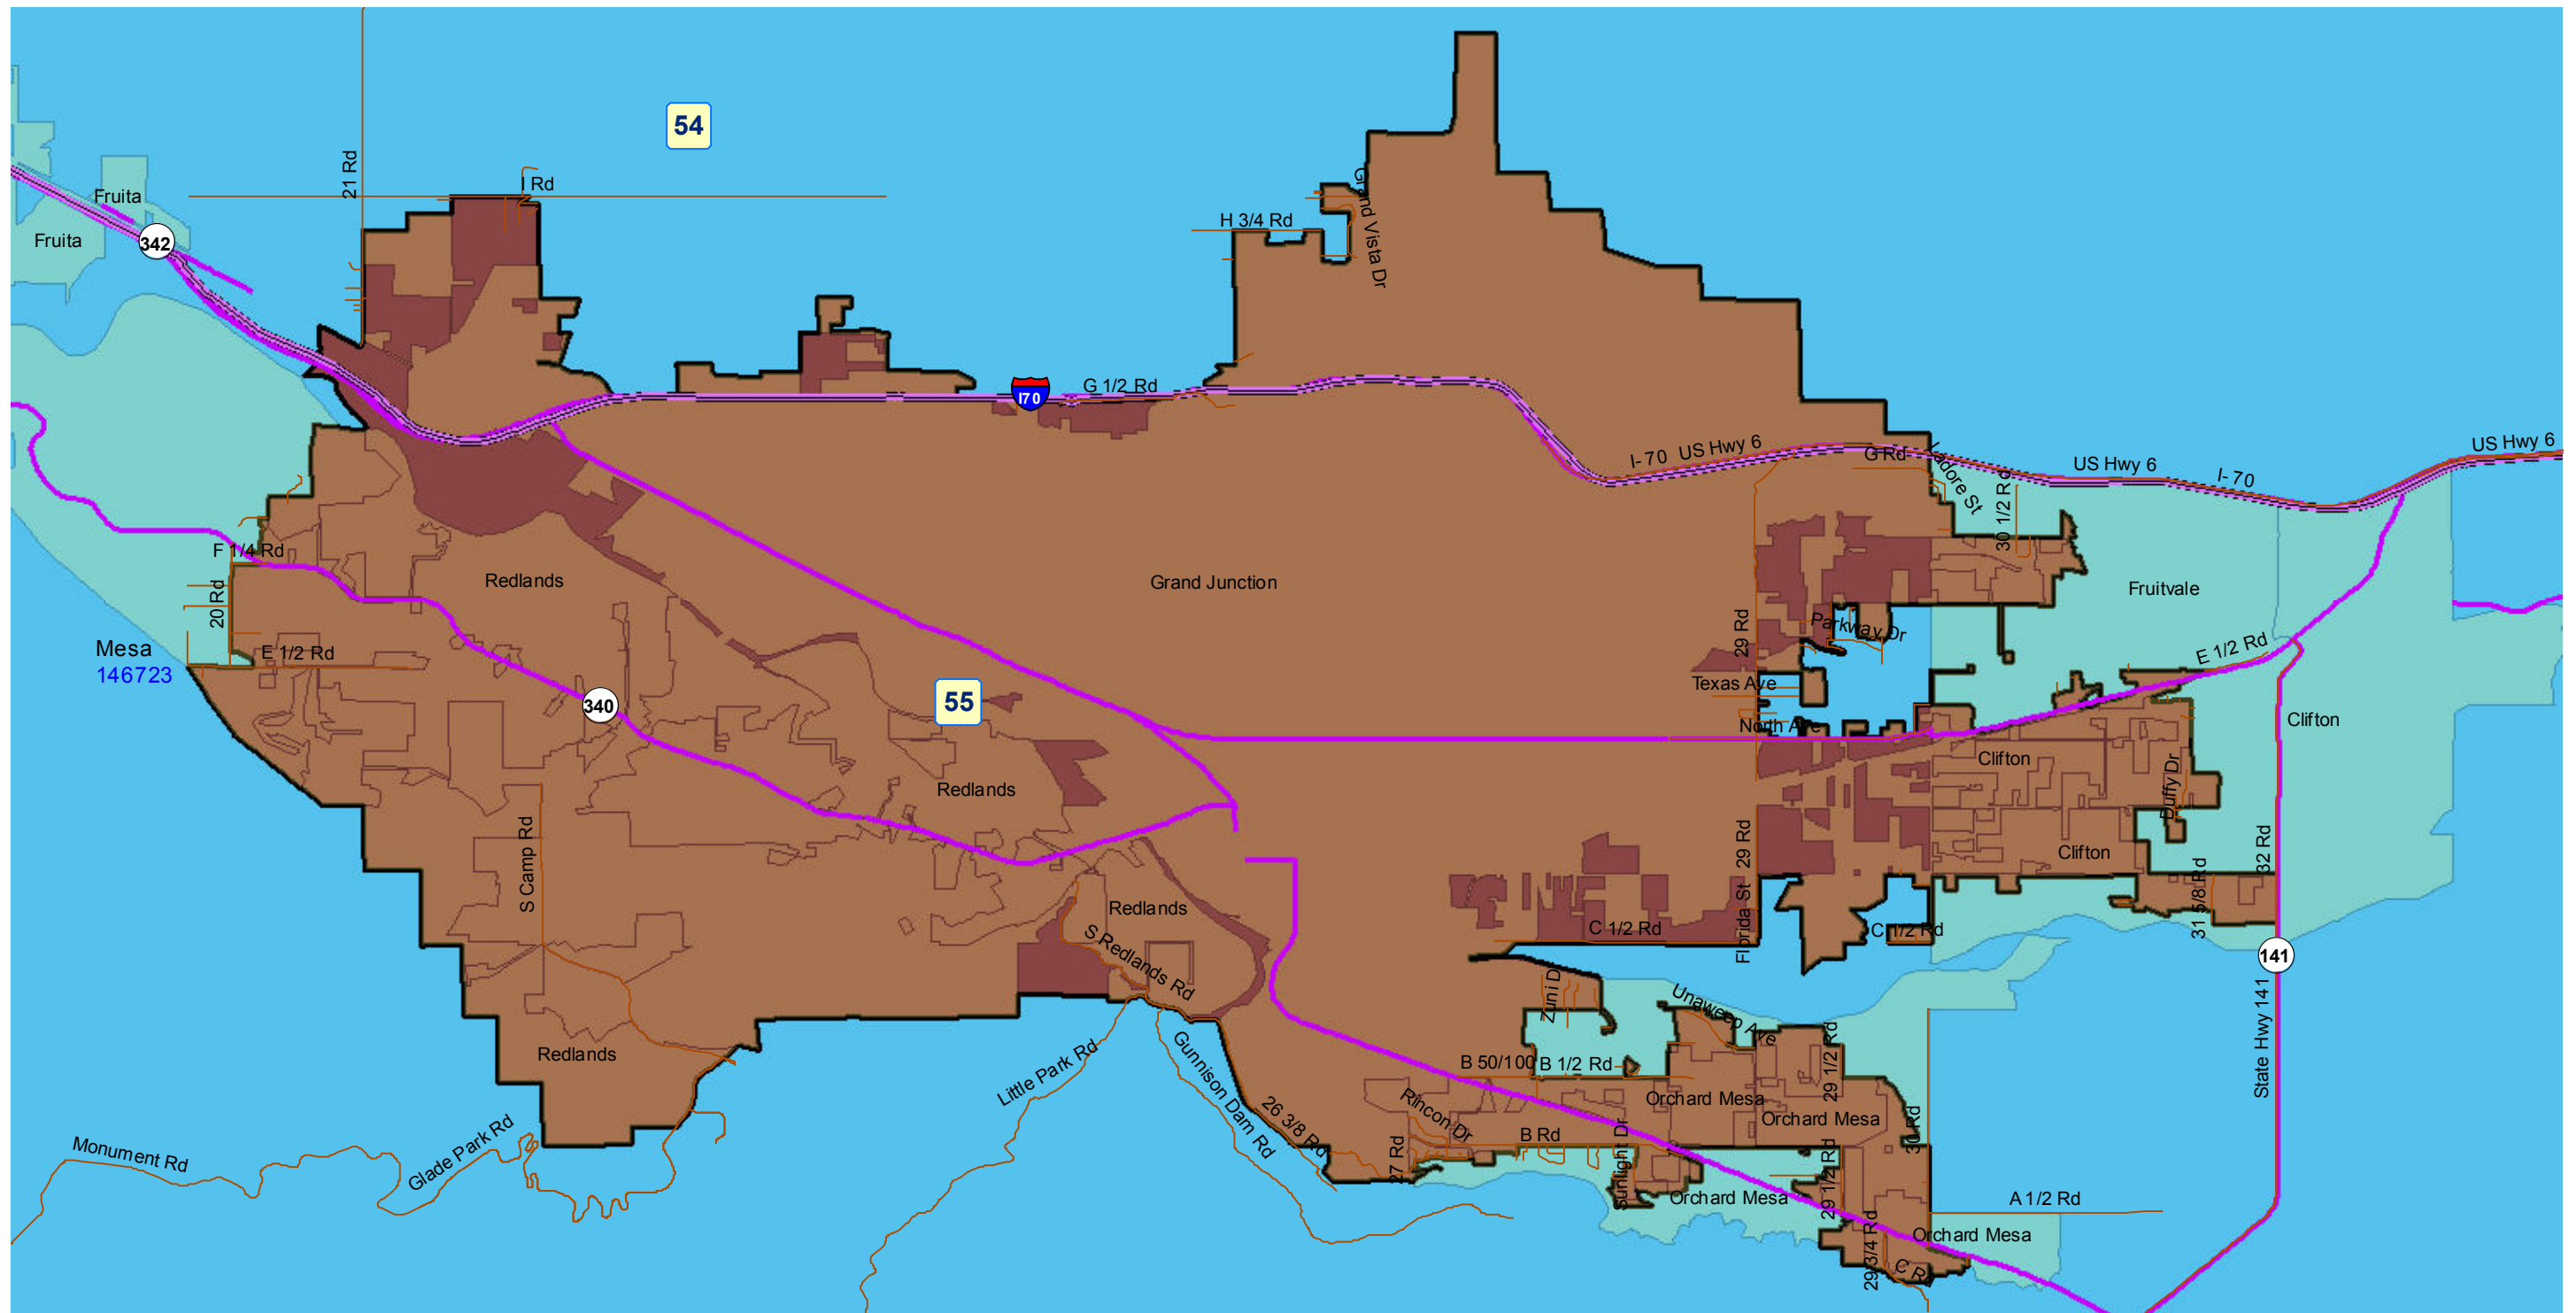 54
21 Rd
I Rd
Fruita
Fruita
342
H 3/4 Rd
Grand Vista Dr
G 1/2 Rd
I70
I-70 US Hwy 6
G Rd
Ladore St
US Hwy 6
I-70
US Hwy 6
30 1/2 Rd
F 1/4 Rd
20 Rd
Redlands
Grand Junction
Fruitvale
Mesa
146723
E 1/2 Rd
29 Rd
Parkway Dr
E 1/2 Rd
340
55
Texas Ave
North Ave
Clifton
Clifton
Duffy Dr
Redlands
S Camp Rd
29 Rd
Clifton
32 Rd
31 5/8 Rd
Redlands
Florida St
C 1/2 Rd
C 1/2 Rd
S Redlands Rd
141
Zuni D
Unaweep Ave
State Hwy 141
Redlands
Little Park Rd
Gunnison Dam Rd
B 50/100
B 1/2 Rd
29 1/2 Rd
Orchard Mesa
Orchard Mesa
26 3/8 Rd
Rincon Dr
B Rd
Sunlight Dr
30 Rd
Monument Rd
Glade Park Rd
27 Rd
Orchard Mesa
29 1/2 Rd
A 1/2 Rd
Orchard Mesa
29 3/4 Rd
C Rd